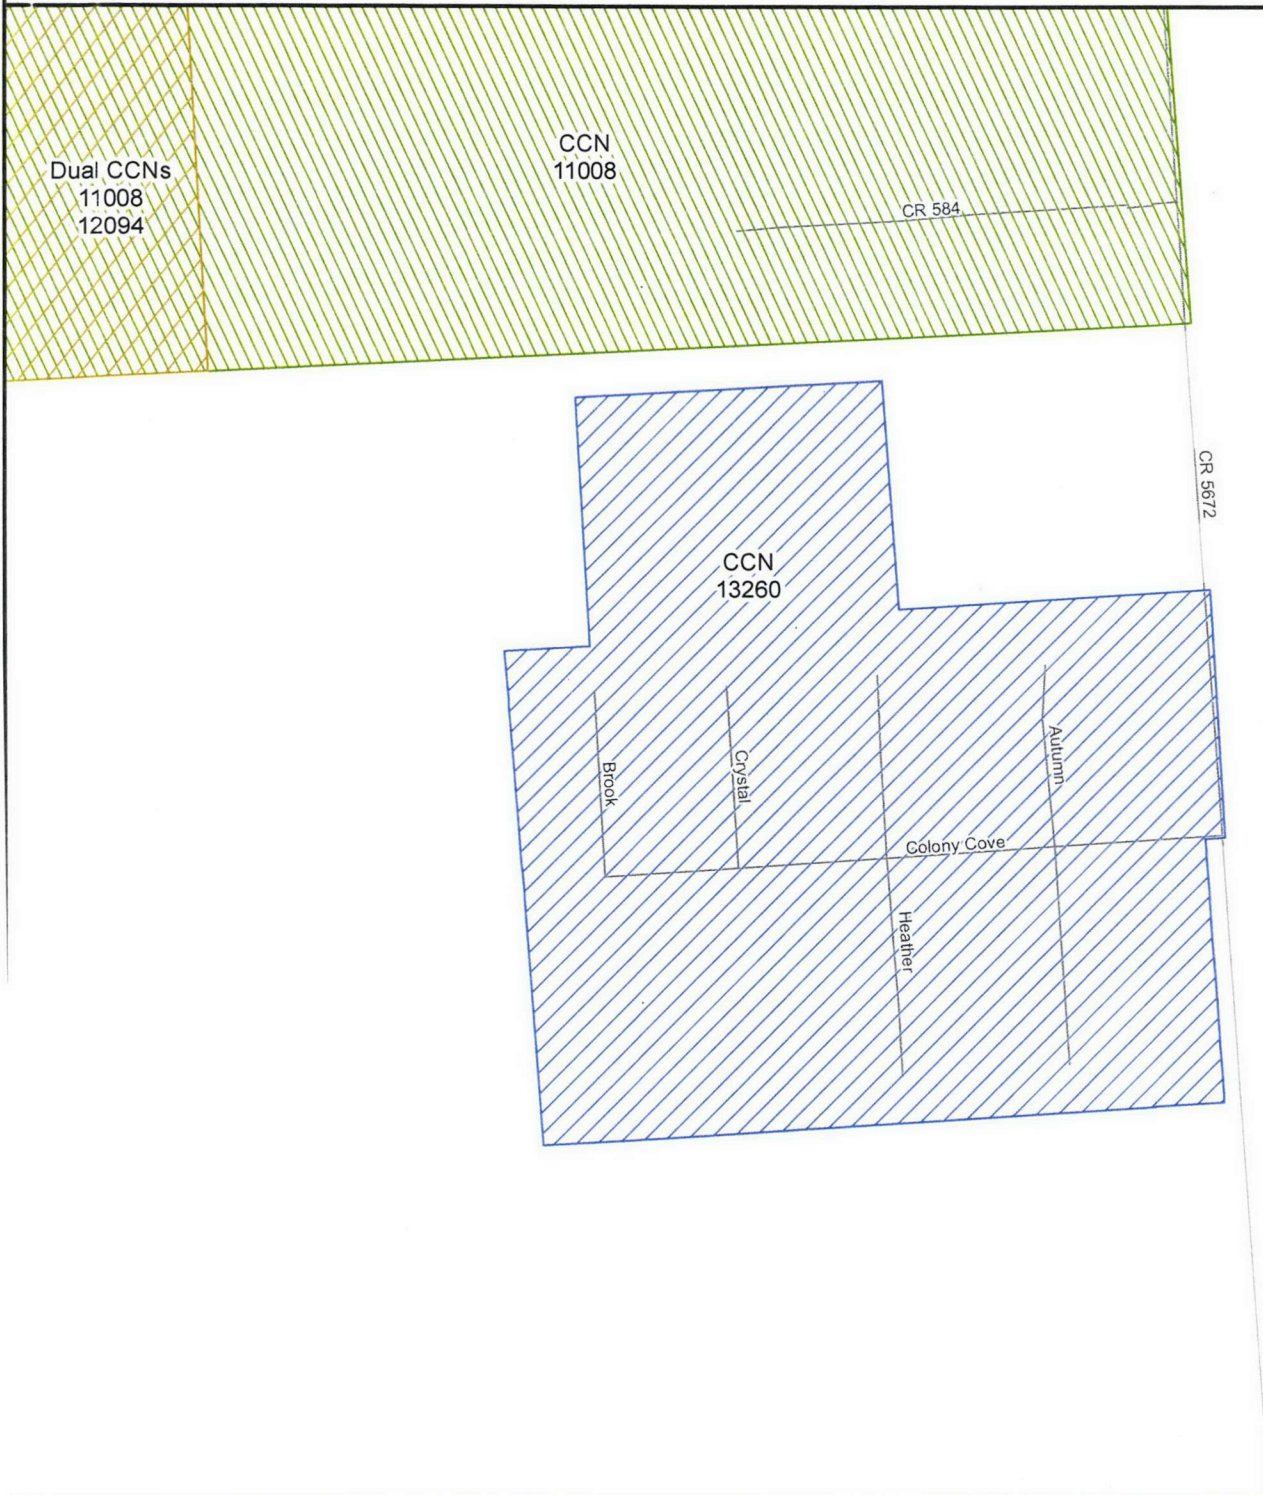 CCN
11008
Dual CCNs
11008
12094
CR 584
CR 5672
CCN
13260
Brook
Crystal
Autumn
Colony Cove
Heather